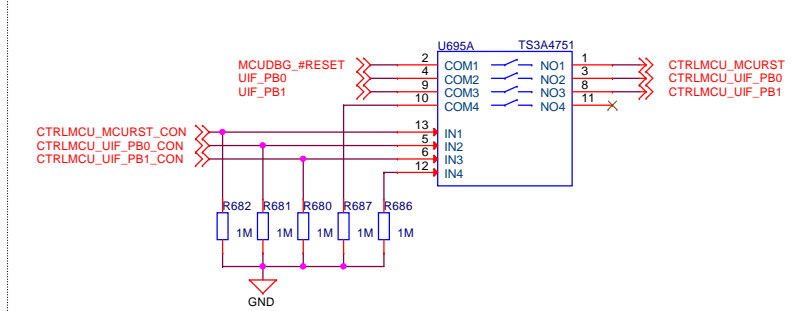 U695A TS3A4751
MCUDBG_#RESET 2 COM1 NO1 1 CTRLMCU_MCURST
UIF_PB0 4 COM2 NO2 3 CTRLMCU_UIF_PB0
UIF_PB1 9 COM3 NO3 8 CTRLMCU_UIF_PB1
10 COM4 NO4 11
CTRLMCU_MCURST_CON 13 IN1
CTRLMCU_UIF_PB0_CON 5 IN2
CTRLMCU_UIF_PB1_CON 6 IN3
12 IN4
R682 R681 R680 R687 R686
1M 1M 1M 1M 1M
GND